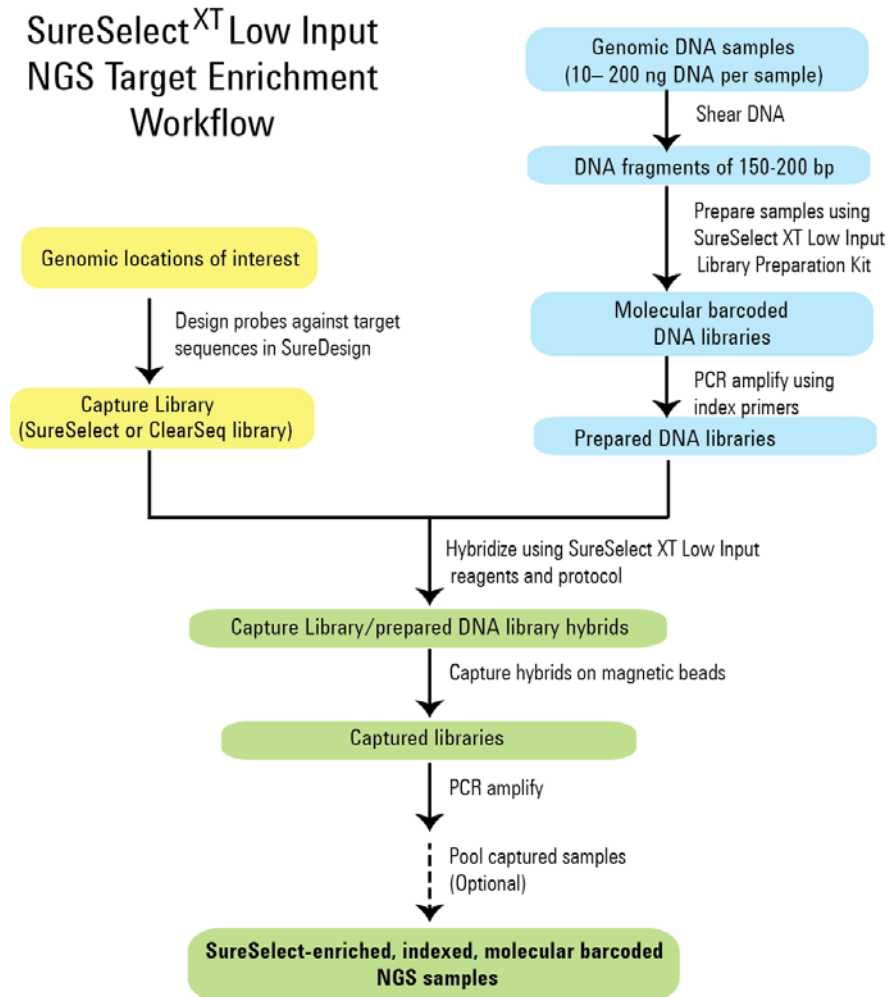 SureSelect^XT Low Input
NGS Target Enrichment
Workflow
Genomic DNA samples
(10– 200 ng DNA per sample)
Shear DNA
DNA fragments of 150-200 bp
Prepare samples using
SureSelect XT Low Input
Library Preparation Kit
Molecular barcoded
DNA libraries
PCR amplify using
index primers
Prepared DNA libraries
Genomic locations of interest
Design probes against target
sequences in SureDesign
Capture Library
(SureSelect or ClearSeq library)
Hybridize using SureSelect XT Low Input
reagents and protocol
Capture Library/prepared DNA library hybrids
Capture hybrids on magnetic beads
Captured libraries
PCR amplify
Pool captured samples
(Optional)
SureSelect-enriched, indexed, molecular barcoded
NGS samples